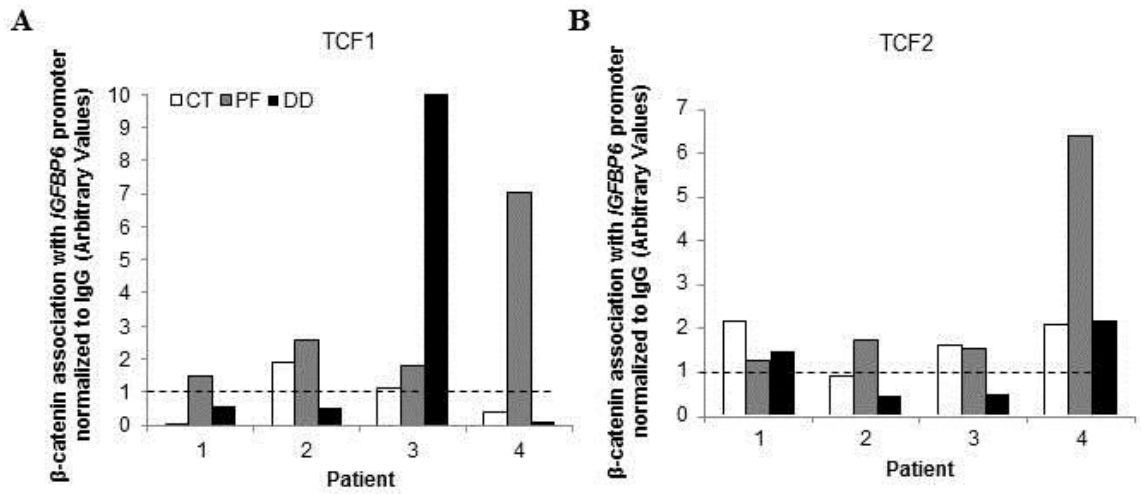 A
TCF1
β-catenin association with IGFBP6 promoter
normalized to IgG (Arbitrary Values)
CT PF DD
10
9
8
7
6
5
4
3
2
1
0
1 2 3 4
Patient
B
TCF2
β-catenin association with IGFBP6 promoter
normalized to IgG (Arbitrary Values)
7
6
5
4
3
2
1
0
1 2 3 4
Patient